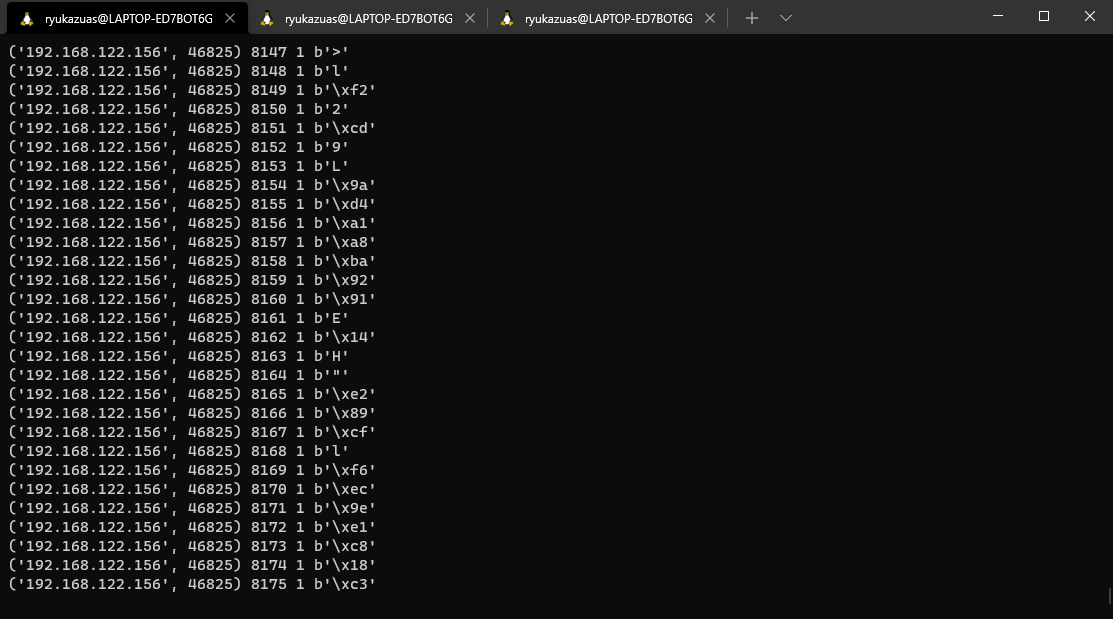 ryukazuas@LAPTOP-ED7BOT6G ryukazuas@LAPTOP-ED7BOT6G ryukazuas@LAPTOP-ED7BOT6G
('192.168.122.156', 46825) 8147 1 b'>'
('192.168.122.156', 46825) 8148 1 b'l'
('192.168.122.156', 46825) 8149 1 b'\xf2'
('192.168.122.156', 46825) 8150 1 b'2'
('192.168.122.156', 46825) 8151 1 b'\xcd'
('192.168.122.156', 46825) 8152 1 b'9'
('192.168.122.156', 46825) 8153 1 b'L'
('192.168.122.156', 46825) 8154 1 b'\x9a'
('192.168.122.156', 46825) 8155 1 b'\xd4'
('192.168.122.156', 46825) 8156 1 b'\xa1'
('192.168.122.156', 46825) 8157 1 b'\xa8'
('192.168.122.156', 46825) 8158 1 b'\xba'
('192.168.122.156', 46825) 8159 1 b'\x92'
('192.168.122.156', 46825) 8160 1 b'\x91'
('192.168.122.156', 46825) 8161 1 b'E'
('192.168.122.156', 46825) 8162 1 b'\x14'
('192.168.122.156', 46825) 8163 1 b'H'
('192.168.122.156', 46825) 8164 1 b'"'
('192.168.122.156', 46825) 8165 1 b'\xe2'
('192.168.122.156', 46825) 8166 1 b'\x89'
('192.168.122.156', 46825) 8167 1 b'\xcf'
('192.168.122.156', 46825) 8168 1 b'l'
('192.168.122.156', 46825) 8169 1 b'\xf6'
('192.168.122.156', 46825) 8170 1 b'\xec'
('192.168.122.156', 46825) 8171 1 b'\x9e'
('192.168.122.156', 46825) 8172 1 b'\xe1'
('192.168.122.156', 46825) 8173 1 b'\xc8'
('192.168.122.156', 46825) 8174 1 b'\x18'
('192.168.122.156', 46825) 8175 1 b'\xc3'